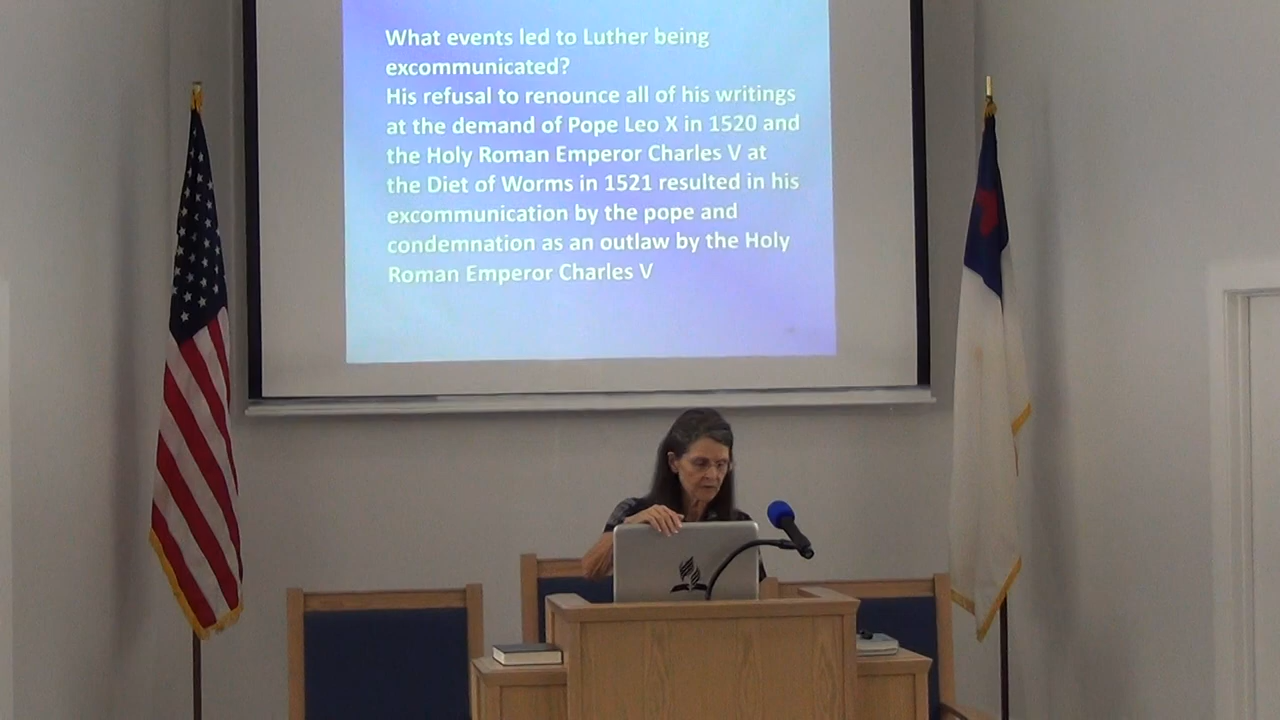 What events led to Luther being
excommunicated?
His refusal to renounce all of his writings
at the demand of Pope Leo X in 1520 and
the Holy Roman Emperor Charles V at
the Diet of Worms in 1521 resulted in his
excommunication by the pope and
condemnation as an outlaw by the Holy
Roman Emperor Charles V